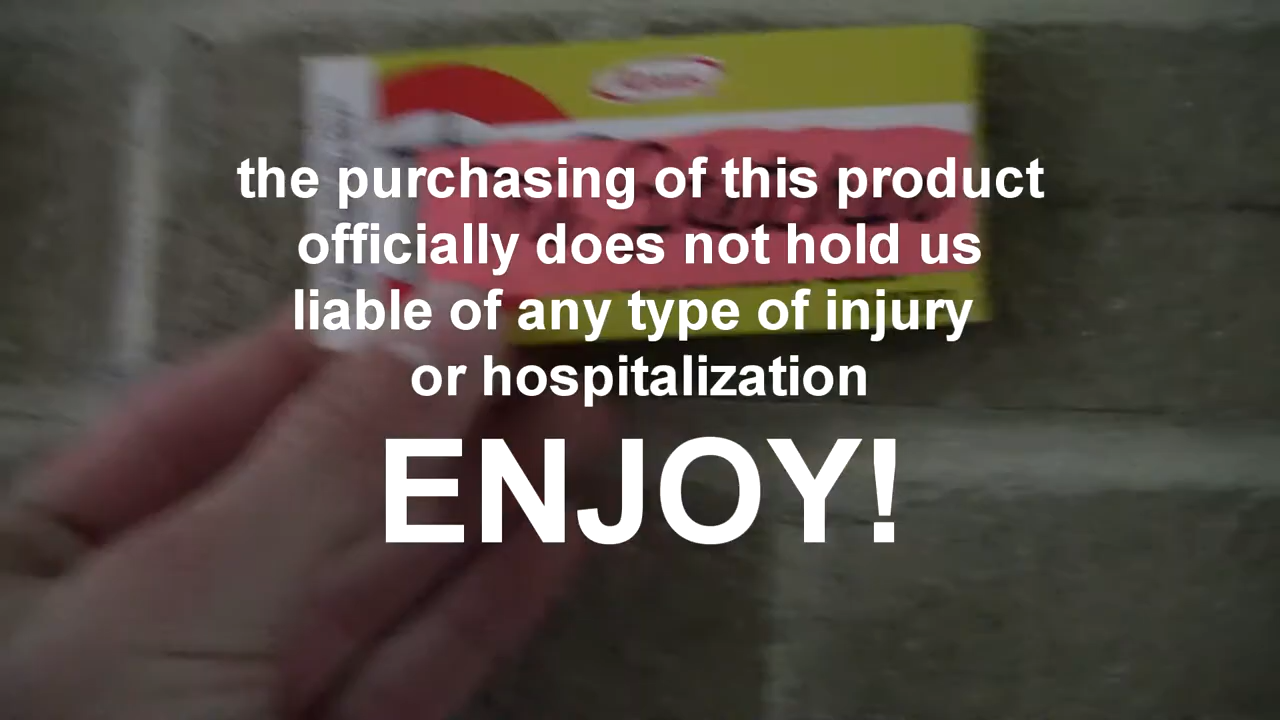 the purchasing of this product
officially does not hold us
liable of any type of injury
or hospitalization
ENJOY!